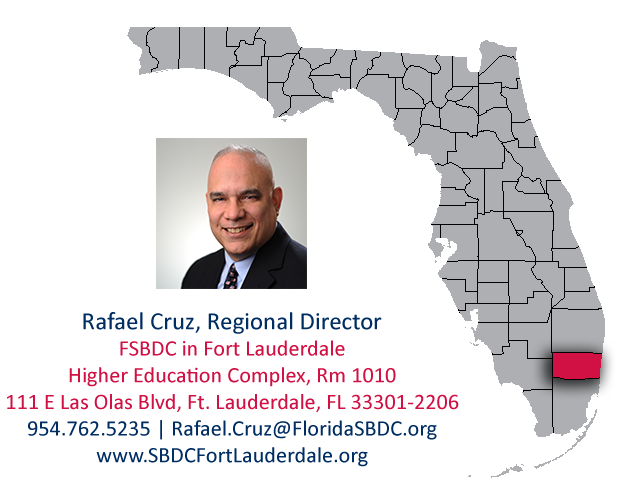 Rafael Cruz, Regional Director
FSBDC in Fort Lauderdale
Higher Education Complex, Rm 1010
111 E Las Olas Blvd, Ft. Lauderdale, FL 33301-2206
954.762.5235 | Rafael.Cruz@FloridaSBDC.org
www.SBDCFortLauderdale.org